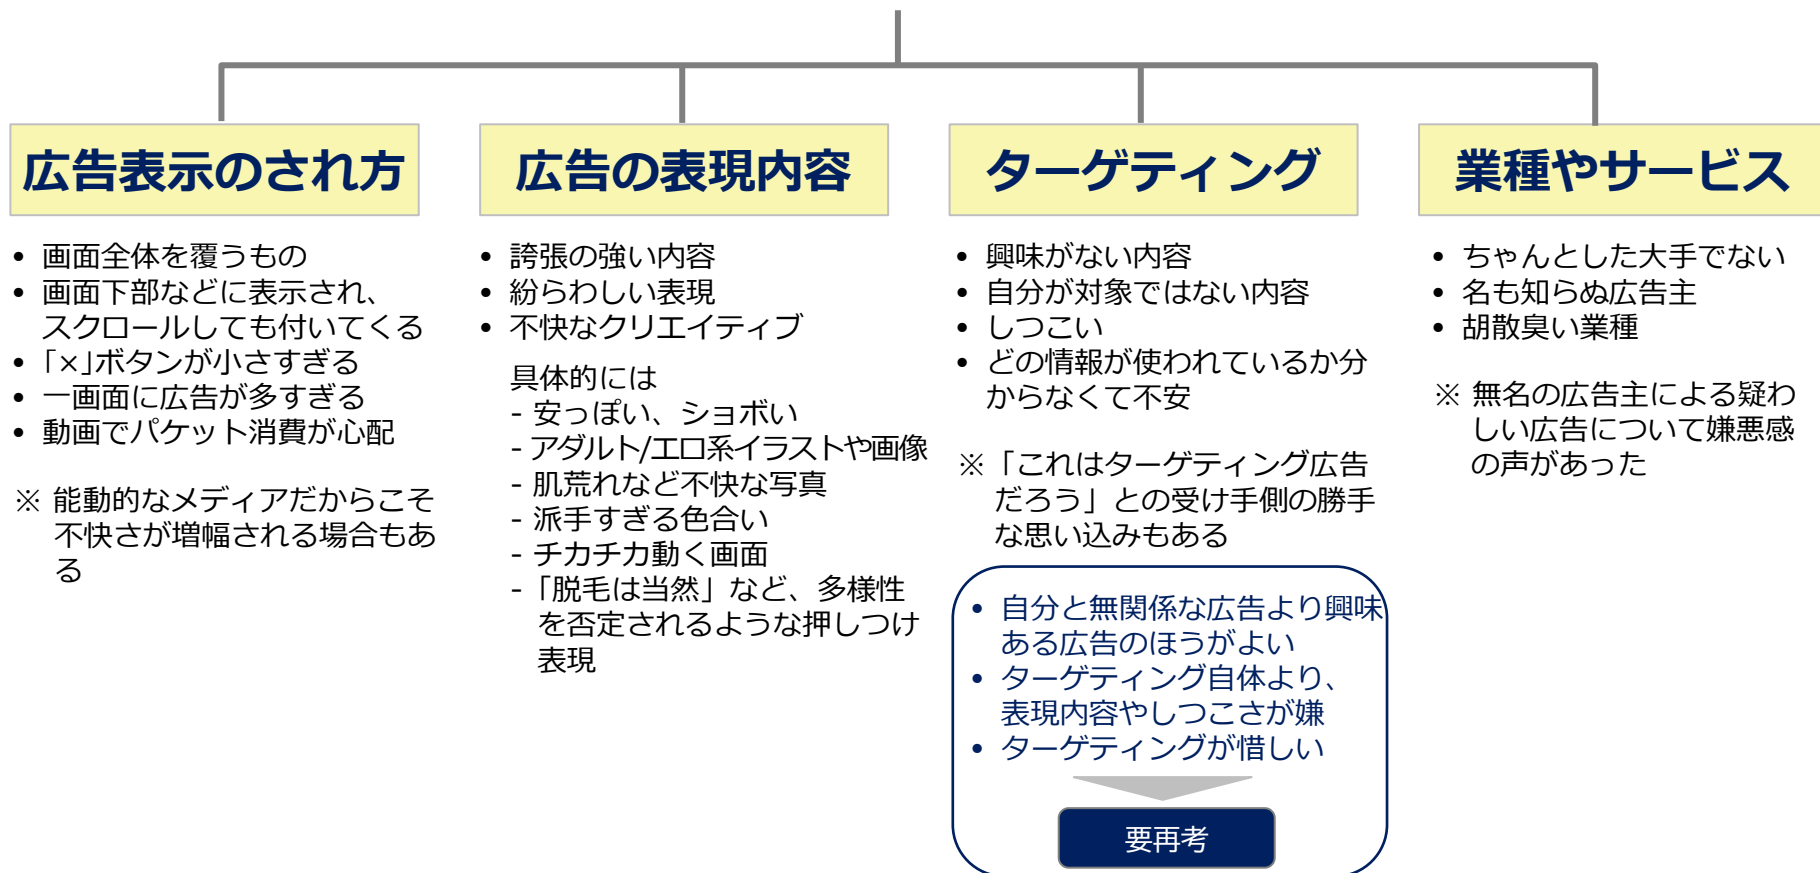 広告表示のされ方
• 画面全体を覆うもの
• 画面下部などに表示され、
スクロールしても付いてくる
• 「×」ボタンが小さすぎる
• 一画面に広告が多すぎる
• 動画でパケット消費が心配
※ 能動的なメディアだからこそ
不快さが増幅される場合もあ
る
広告の表現内容
• 誇張の強い内容
• 紛らわしい表現
• 不快なクリエイティブ
具体的には
- 安っぽい、ショボい
- アダルト/エロ系イラストや画像
- 肌荒れなど不快な写真
- 派手すぎる色合い
- チカチカ動く画面
- 「脱毛は当然」など、多様性
を否定されるような押しつけ
表現
ターゲティング
• 興味がない内容
• 自分が対象ではない内容
• しつこい
• どの情報が使われているか分
からなくて不安
※「これはターゲティング広告
だろう」との受け手側の勝手
な思い込みもある
• 自分と無関係な広告より興味
ある広告のほうがよい
• ターゲティング自体より、
表現内容やしつこさが嫌
• ターゲティングが惜しい
要再考
業種やサービス
• ちゃんとした大手でない
• 名も知らぬ広告主
• 胡散臭い業種
※ 無名の広告主による疑わ
しい広告について嫌悪感
の声があった